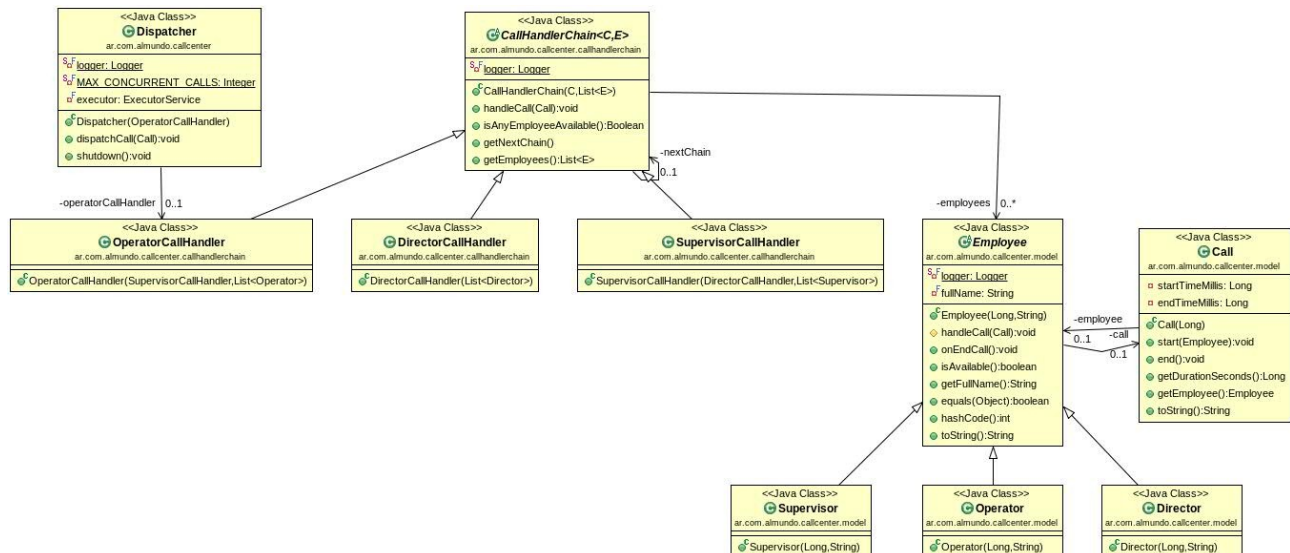 <<Java Class>>
Dispatcher
ar.com.almundo.callcenter
logger: Logger
MAX_CONCURRENT_CALLS: Integer
executor: ExecutorService
Dispatcher(OperatorCallHandler)
dispatchCall(Call):void
shutdown():void
<<Java Class>>
CallHandlerChain<C,E>
ar.com.almundo.callcenter.callhandlerchain
logger: Logger
CallHandlerChain(C,List<E>)
handleCall(Call):void
isAnyEmployeeAvailable():Boolean
getNextChain()
getEmployees():List<E>
-nextChain
0..1
-operatorCallHandler
0..1
-employees
0..*
<<Java Class>>
OperatorCallHandler
ar.com.almundo.callcenter.callhandlerchain
OperatorCallHandler(SupervisorCallHandler,List<Operator>)
<<Java Class>>
DirectorCallHandler
ar.com.almundo.callcenter.callhandlerchain
DirectorCallHandler(List<Director>)
<<Java Class>>
SupervisorCallHandler
ar.com.almundo.callcenter.callhandlerchain
SupervisorCallHandler(DirectorCallHandler,List<Supervisor>)
<<Java Class>>
Employee
ar.com.almundo.callcenter.model
logger: Logger
fullName: String
Employee(Long,String)
handleCall(Call):void
onEndCall():void
isAvailable():boolean
getFullName():String
equals(Object):boolean
hashCode():int
toString():String
-employee
0..1
-call
0..1
<<Java Class>>
Call
ar.com.almundo.callcenter.model
startTimeMillis: Long
endTimeMillis: Long
Call(Long)
start(Employee):void
end():void
getDurationSeconds():Long
getEmployee():Employee
toString():String
<<Java Class>>
Supervisor
ar.com.almundo.callcenter.model
Supervisor(Long,String)
<<Java Class>>
Operator
ar.com.almundo.callcenter.model
Operator(Long,String)
<<Java Class>>
Director
ar.com.almundo.callcenter.model
Director(Long,String)